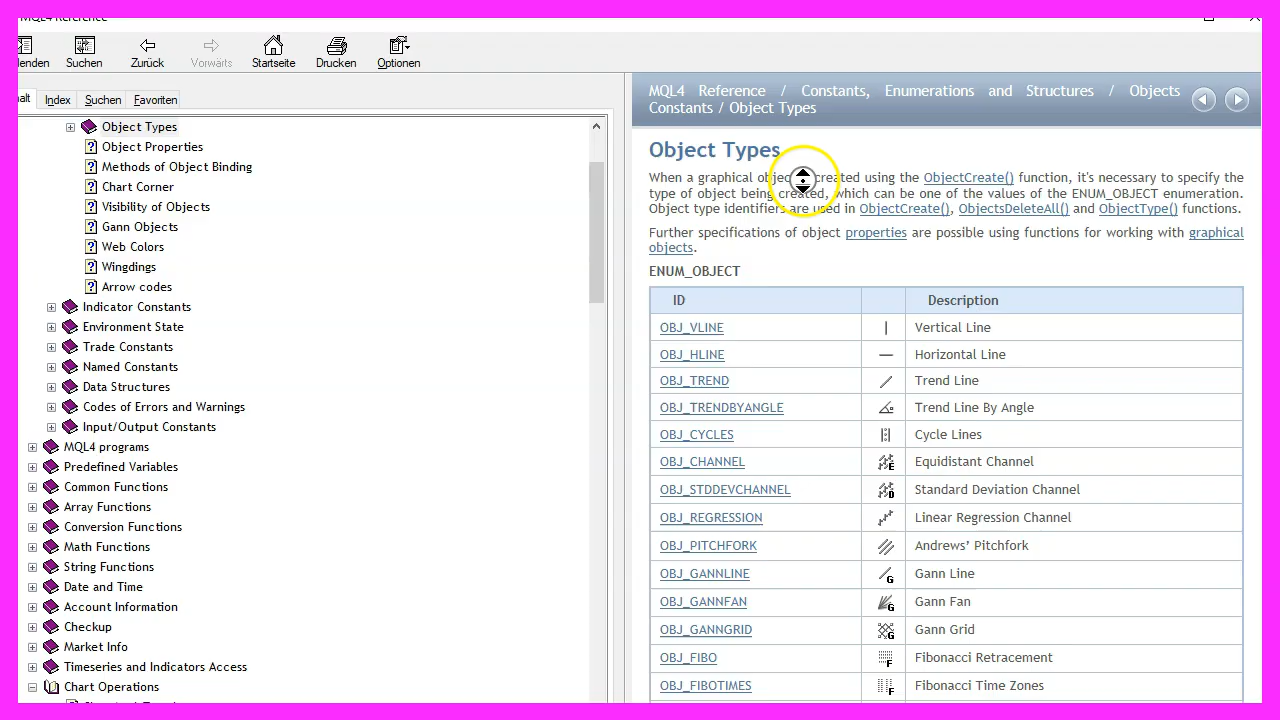 MQL4 Reference
Suchen
Zurück
Vorwärts
Startseite
Drucken
Optionen
Index
Suchen
Favoriten
Object Types
Object Properties
Methods of Object Binding
Chart Corner
Visibility of Objects
Gann Objects
Web Colors
Wingdings
Arrow codes
Indicator Constants
Environment State
Trade Constants
Named Constants
Data Structures
Codes of Errors and Warnings
Input/Output Constants
MQL4 programs
Predefined Variables
Common Functions
Array Functions
Conversion Functions
Math Functions
String Functions
Date and Time
Account Information
Checkup
Market Info
Timeseries and Indicators Access
Chart Operations
MQL4 Reference / Constants, Enumerations and Structures / Objects
Constants / Object Types
Object Types
When a graphical created using the ObjectCreate() function, it's necessary to specify the
type of object being created, which can be one of the values of the ENUM_OBJECT enumeration.
Object type identifiers are used in ObjectCreate(), ObjectsDeleteAll() and ObjectType() functions.
Further specifications of object properties are possible using functions for working with graphical
objects.
ENUM_OBJECT
ID Description
OBJ_VLINE Vertical Line
OBJ_HLINE Horizontal Line
OBJ_TREND Trend Line
OBJ_TRENDBYANGLE Trend Line By Angle
OBJ_CYCLES Cycle Lines
OBJ_CHANNEL Equidistant Channel
OBJ_STDDEVCHANNEL Standard Deviation Channel
OBJ_REGRESSION Linear Regression Channel
OBJ_PITCHFORK Andrews’ Pitchfork
OBJ_GANNLINE Gann Line
OBJ_GANNFAN Gann Fan
OBJ_GANNGRID Gann Grid
OBJ_FIBO Fibonacci Retracement
OBJ_FIBOTIMES Fibonacci Time Zones